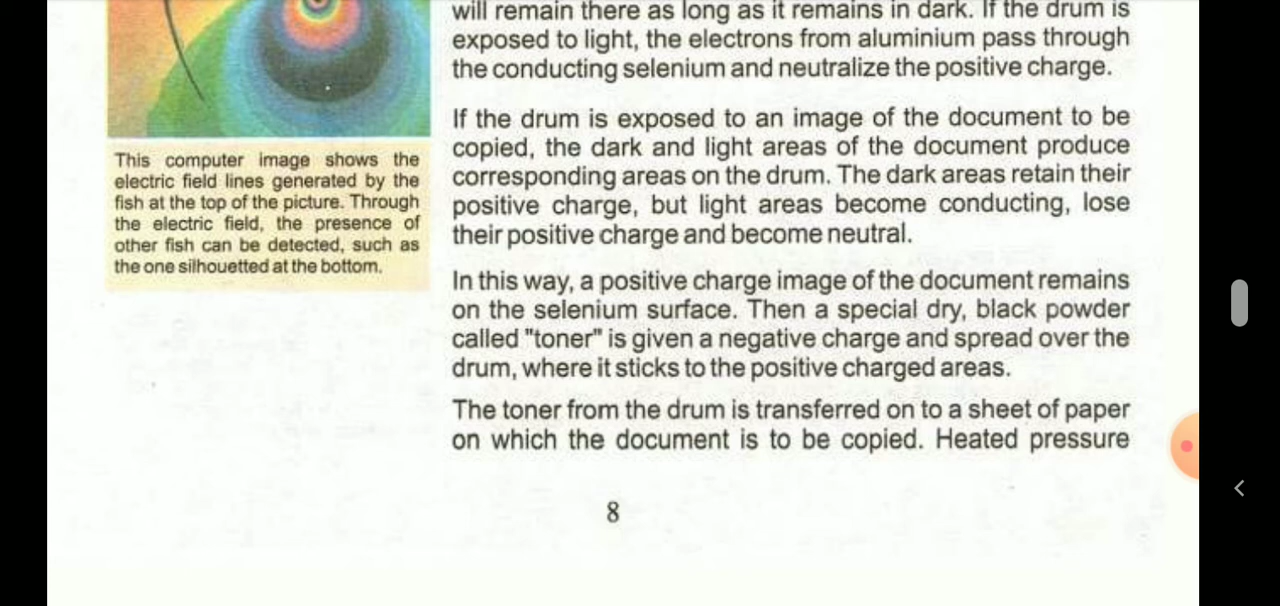 will remain there as long as it remains in dark. If the drum is
exposed to light, the electrons from aluminium pass through
the conducting selenium and neutralize the positive charge.
If the drum is exposed to an image of the document to be
copied, the dark and light areas of the document produce
corresponding areas on the drum. The dark areas retain their
positive charge, but light areas become conducting, lose
their positive charge and become neutral.
In this way, a positive charge image of the document remains
on the selenium surface. Then a special dry, black powder
called "toner" is given a negative charge and spread over the
drum, where it sticks to the positive charged areas.
The toner from the drum is transferred on to a sheet of paper
on which the document is to be copied. Heated pressure
This computer image shows the
electric field lines generated by the
fish at the top of the picture. Through
the electric field, the presence of
other fish can be detected, such as
the one silhouetted at the bottom.
8